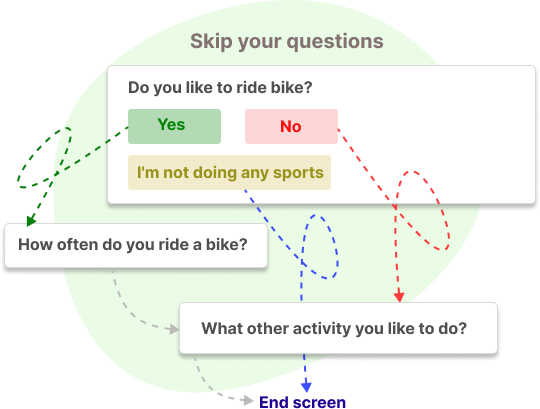 Skip your questions
Do you like to ride bike?
Yes
No
I'm not doing any sports
How often do you ride a bike?
What other activity you like to do?
End screen